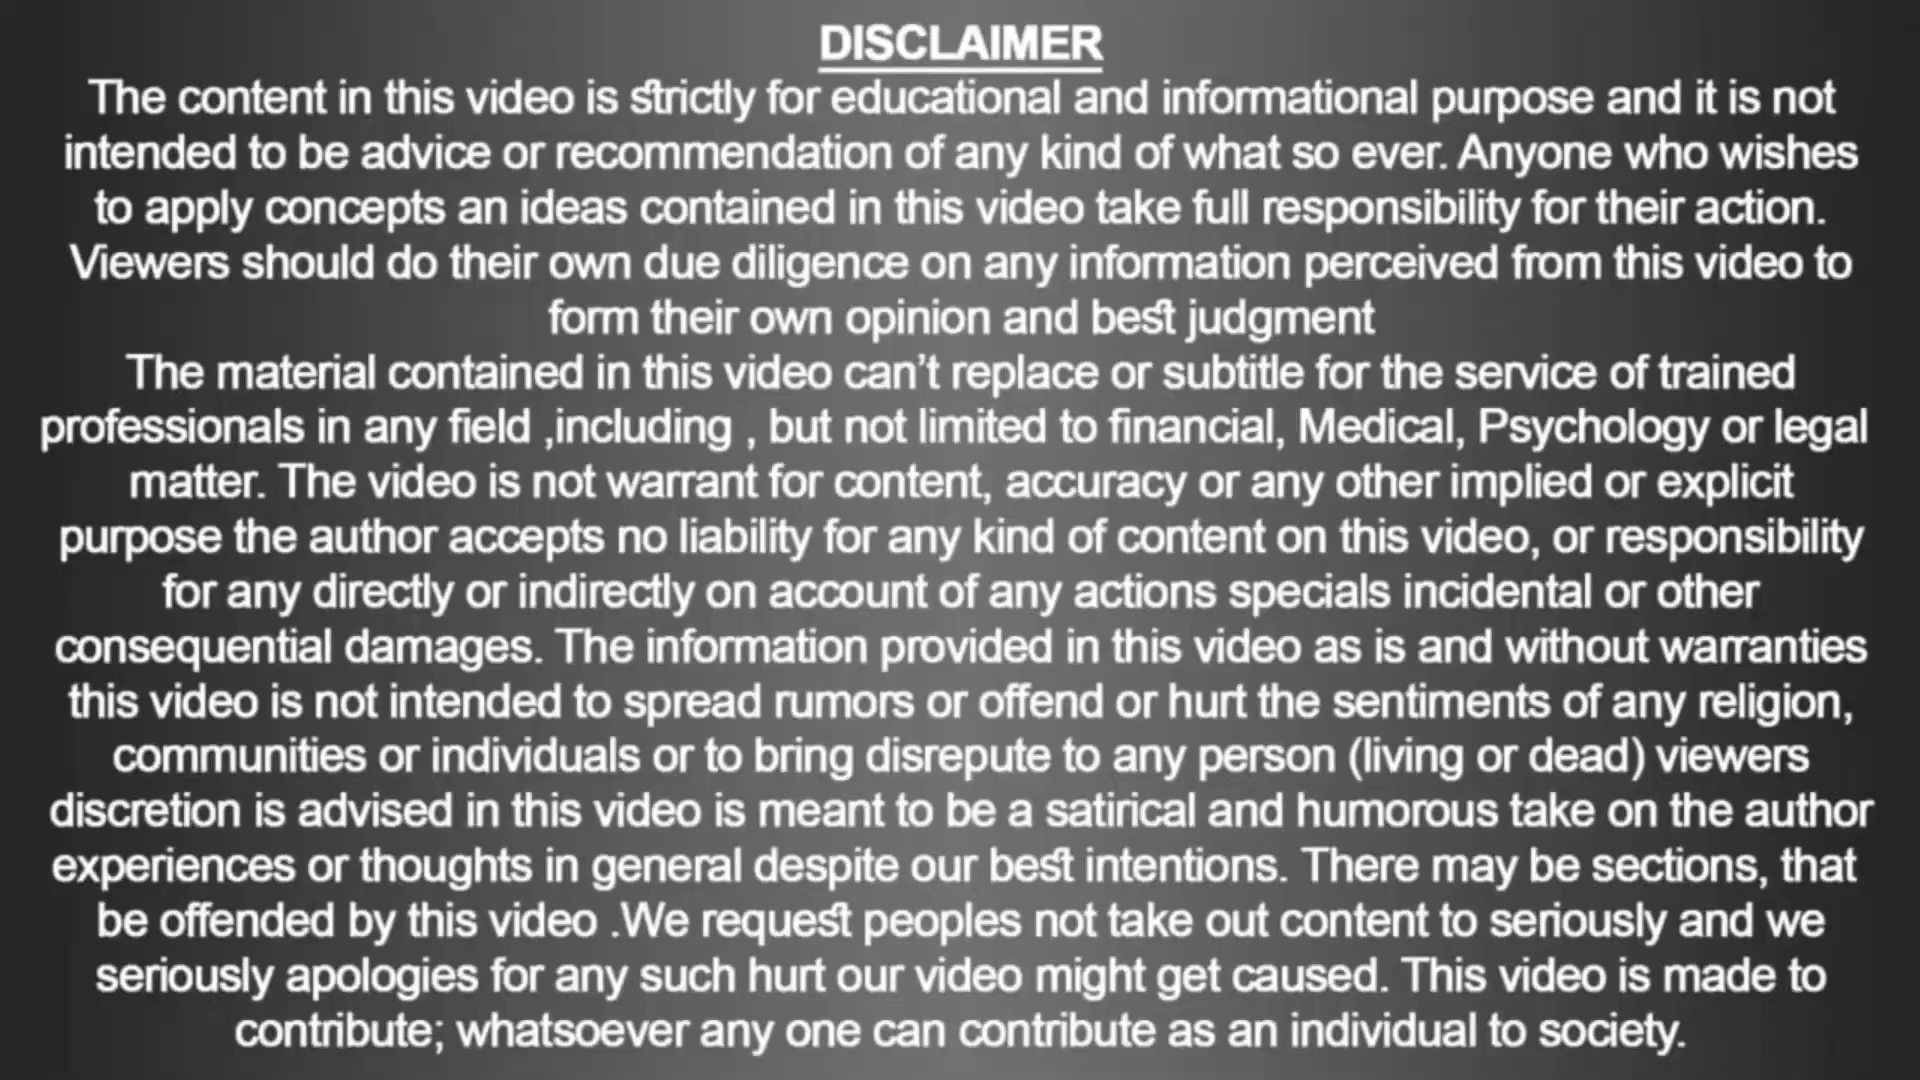 DISCLAIMER
The content in this video is strictly for educational and informational purpose and it is not
intended to be advice or recommendation of any kind of what so ever. Anyone who wishes
to apply concepts an ideas contained in this video take full responsibility for their action.
Viewers should do their own due diligence on any information perceived from this video to
form their own opinion and best judgment
The material contained in this video can't replace or subtitle for the service of trained
professionals in any field ,including , but not limited to financial, Medical, Psychology or legal
matter. The video is not warrant for content, accuracy or any other implied or explicit
purpose the author accepts no liability for any kind of content on this video, or responsibility
for any directly or indirectly on account of any actions specials incidental or other
consequential damages. The information provided in this video as is and without warranties
this video is not intended to spread rumors or offend or hurt the sentiments of any religion,
communities or individuals or to bring disrepute to any person (living or dead) viewers
discretion is advised in this video is meant to be a satirical and humorous take on the author
experiences or thoughts in general despite our best intentions. There may be sections, that
be offended by this video .We request peoples not take out content to seriously and we
seriously apologies for any such hurt our video might get caused. This video is made to
contribute; whatsoever any one can contribute as an individual to society.